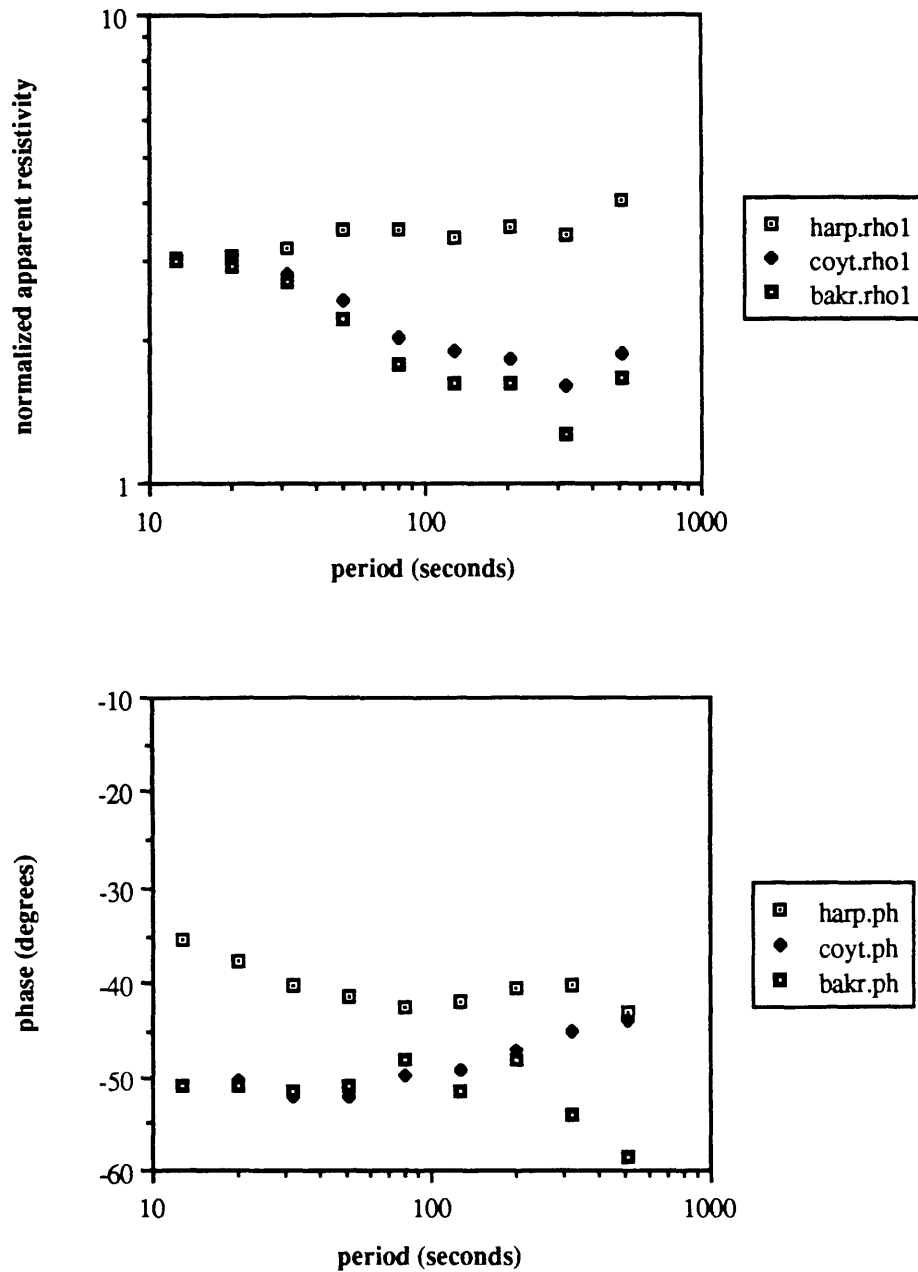 10
normalized apparent resistivity
1
10
100
1000
period (seconds)
harp.rho1
coyt.rho1
bakr.rho1
-10
-20
-30
-40
-50
-60
phase (degrees)
10
100
1000
period (seconds)
harp.ph
coyt.ph
bakr.ph